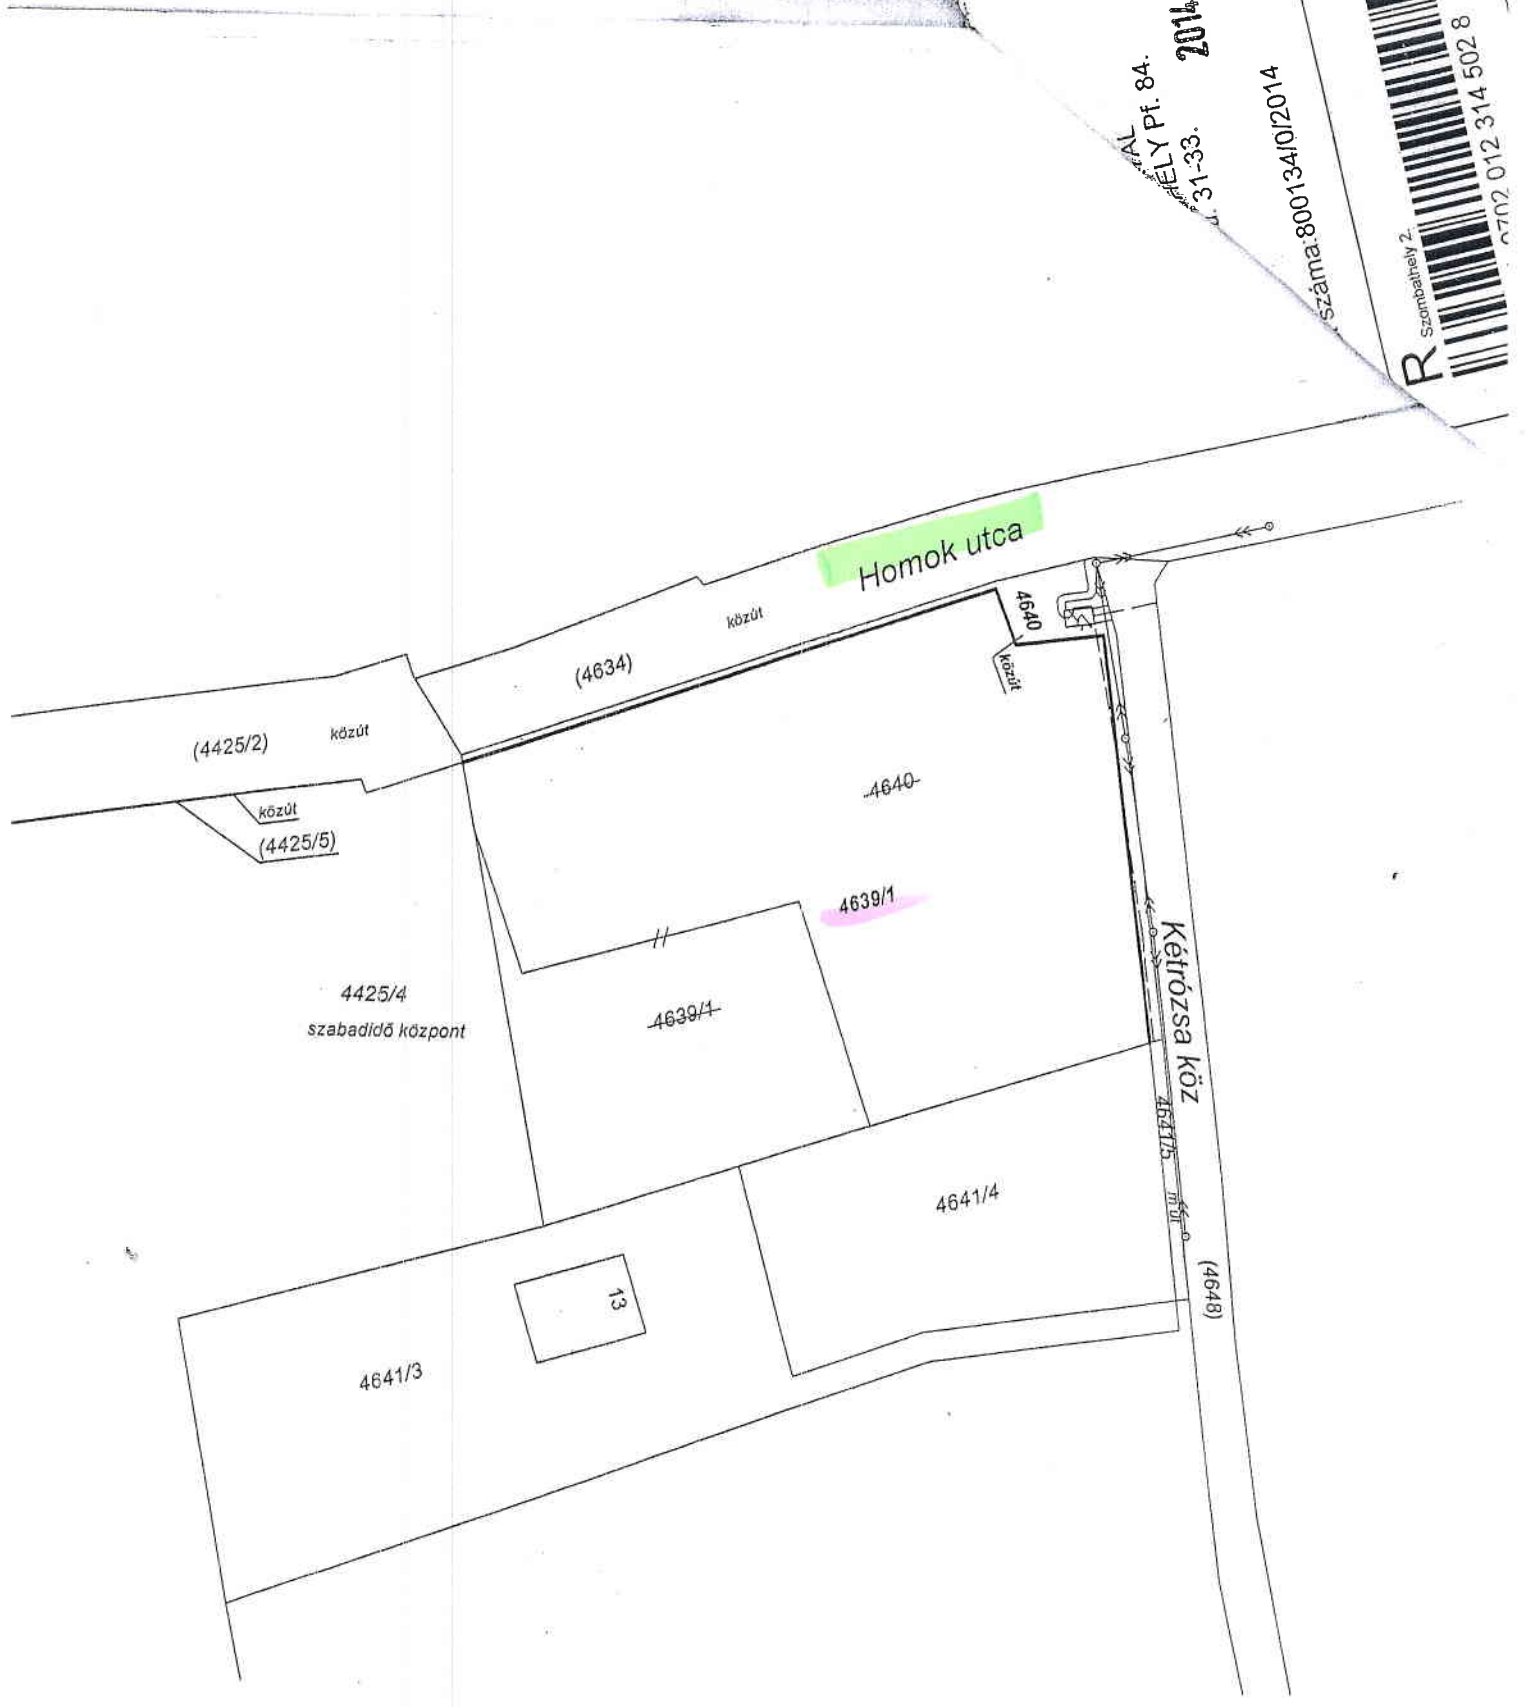 2014
ELY Pf. 84.
31-33.
száma:800134/0/2014
R Szombathely 2.
0702 012 314 502 8
Homok utca
közút
(4634)
4640
közút
(4425/2)
közút
közút
(4425/5)
4640
4639/1
4425/4
szabadidő központ
4639/1
Kétrózsa köz
4641/5
m út
4641/4
(4648)
13
4641/3